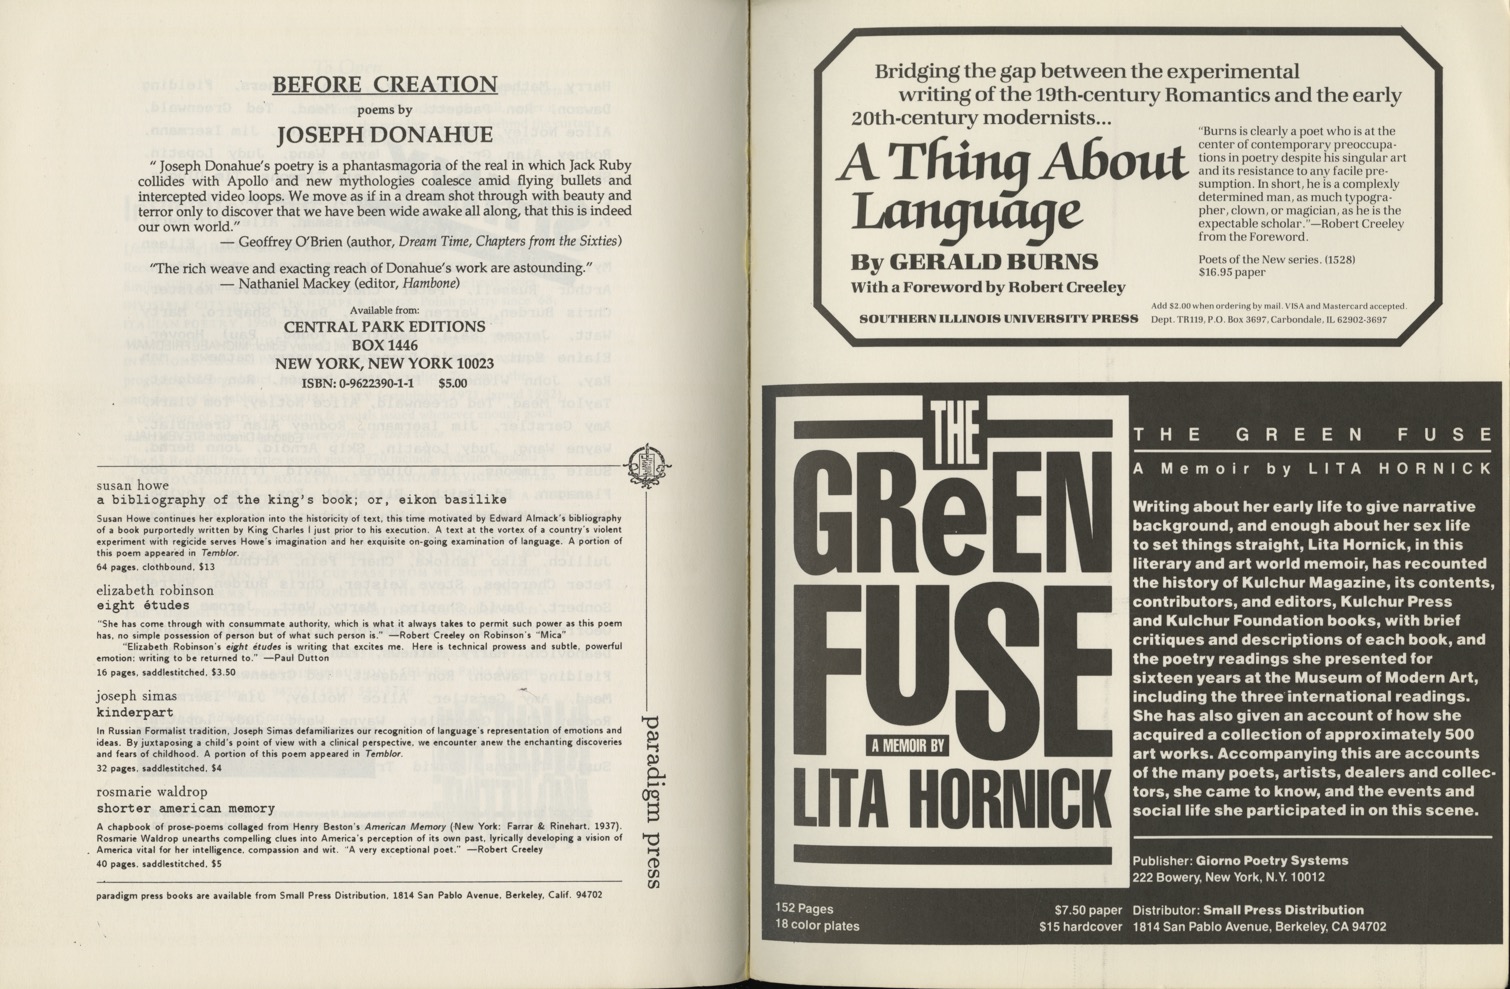 BEFORE CREATION
poems by
JOSEPH DONAHUE
“ Joseph Donahue’s poetry is a phantasmagoria of the real in which Jack Ruby
collides with Apollo and new mythologies coalesce amid flying bullets and
intercepted video loops. We move as if in a dream shot through with beauty and
terror only to discover that we have been wide awake all along, that this is indeed
our own world.”
— Geoffrey O’Brien (author, Dream Time, Chapters from the Sixties)
“The rich weave and exacting reach of Donahue’s work are astounding.”
— Nathaniel Mackey (editor, Hambone)
Available from:
CENTRAL PARK EDITIONS
BOX 1446
NEW YORK, NEW YORK 10023
ISBN: 0-9622390-1-1 $5.00
susan howe
a bibliography of the king's book; or, eikon basilike
Susan Howe continues her exploration into the historicity of text, this time motivated by Edward Almack's bibliography
of a book purportedly written by King Charles I just prior to his execution. A text at the vortex of a country's violent
experiment with regicide serves Howe's imagination and her exquisite on-going examination of language. A portion of
this poem appeared in Temblor.
64 pages, clothbound, $13
elizabeth robinson
eight études
"She has come through with consummate authority, which is what it always takes to permit such power as this poem
has, no simple possession of person but of what such person is." —Robert Creeley on Robinson's "Mica"
"Elizabeth Robinson's eight études is writing that excites me. Here is technical prowess and subtle, powerful
emotion: writing to be returned to." —Paul Dutton
16 pages, saddlestitched, $3.50
joseph simas
kinderpart
In Russian Formalist tradition, Joseph Simas defamiliarizes our recognition of language's representation of emotions and
ideas. By juxtaposing a child's point of view with a clinical perspective, we encounter anew the enchanting discoveries
and fears of childhood. A portion of this poem appeared in Temblor.
32 pages, saddlestitched, $4
rosmarie waldrop
shorter american memory
A chapbook of prose-poems collaged from Henry Beston's American Memory (New York: Farrar & Rinehart, 1937).
Rosmarie Waldrop unearths compelling clues into America's perception of its own past, lyrically developing a vision of
America vital for her intelligence, compassion and wit. "A very exceptional poet." —Robert Creeley
40 pages, saddlestitched, $5
paradigm press books are available from Small Press Distribution, 1814 San Pablo Avenue, Berkeley, Calif. 94702
paradigm press
Bridging the gap between the experimental
writing of the 19th-century Romantics and the early
20th-century modernists...
A Thing About
Language
By GERALD BURNS
With a Foreword by Robert Creeley
"Burns is clearly a poet who is at the
center of contemporary preoccupa-
tions in poetry despite his singular art
and its resistance to any facile pre-
sumption. In short, he is a complexly
determined man, as much typogra-
pher, clown, or magician, as he is the
expectable scholar."—Robert Creeley
from the Foreword.
Poets of the New series. (1528)
$16.95 paper
Add $2.00 when ordering by mail. VISA and Mastercard accepted.
SOUTHERN ILLINOIS UNIVERSITY PRESS Dept. TR119, P.O. Box 3697, Carbondale, IL 62902-3697
THE
GReEN
FUSE
A MEMOIR BY
LITA HORNICK
THE GREEN FUSE
A Memoir by LITA HORNICK
Writing about her early life to give narrative
background, and enough about her sex life
to set things straight, Lita Hornick, in this
literary and art world memoir, has recounted
the history of Kulchur Magazine, its contents,
contributors, and editors, Kulchur Press
and Kulchur Foundation books, with brief
critiques and descriptions of each book, and
the poetry readings she presented for
sixteen years at the Museum of Modern Art,
including the three international readings.
She has also given an account of how she
acquired a collection of approximately 500
art works. Accompanying this are accounts
of the many poets, artists, dealers and collec-
tors, she came to know, and the events and
social life she participated in on this scene.
Publisher: Giorno Poetry Systems
222 Bowery, New York, N.Y. 10012
152 Pages
18 color plates
$7.50 paper
$15 hardcover
Distributor: Small Press Distribution
1814 San Pablo Avenue, Berkeley, CA 94702